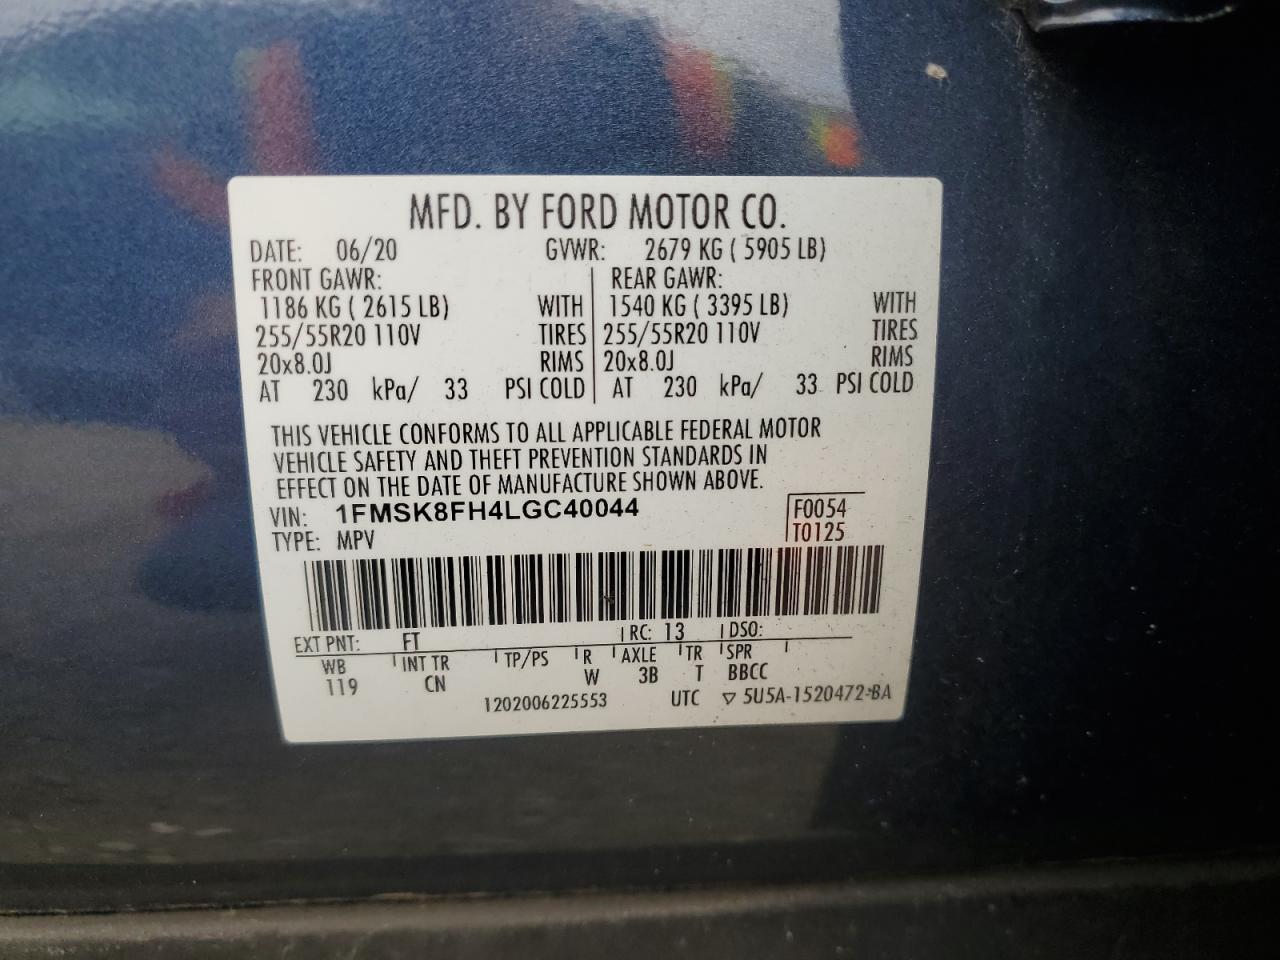 MFD. BY FORD MOTOR CO.
DATE: 06/20 GVWR: 2679 KG ( 5905 LB)
FRONT GAWR: REAR GAWR:
1186 KG ( 2615 LB) WITH 1540 KG ( 3395 LB) WITH
255/55R20 110V TIRES 255/55R20 110V TIRES
20x8.0J RIMS 20x8.0J RIMS
AT 230 kPa/ 33 PSI COLD AT 230 kPa/ 33 PSI COLD
THIS VEHICLE CONFORMS TO ALL APPLICABLE FEDERAL MOTOR
VEHICLE SAFETY AND THEFT PREVENTION STANDARDS IN
EFFECT ON THE DATE OF MANUFACTURE SHOWN ABOVE.
VIN: 1FMSK8FH4LGC40044 F0054
TYPE: MPV T0125
EXT PNT: FT RC: 13 DSO:
WB INT TR TP/PS R AXLE TR SPR
119 CN W 3B T BBCC
1202006225553 UTC ▽ 5U5A-1520472-BA